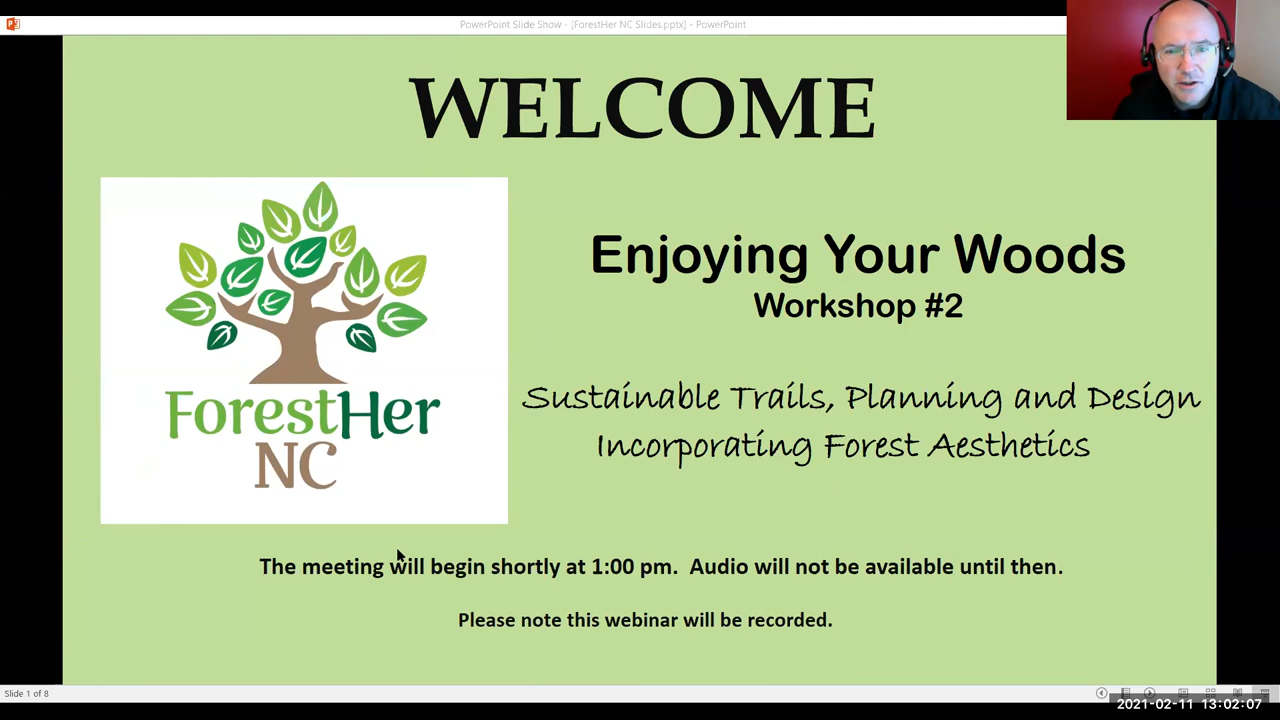 PowerPoint Slide Show - [ForestHer NC Slides.pptx] - PowerPoint
WELCOME
ForestHer
NC
Enjoying Your Woods
Workshop #2
Sustainable Trails, Planning and Design
Incorporating Forest Aesthetics
The meeting will begin shortly at 1:00 pm. Audio will not be available until then.
Please note this webinar will be recorded.
Slide 1 of 8
2021-02-11 13:02:07